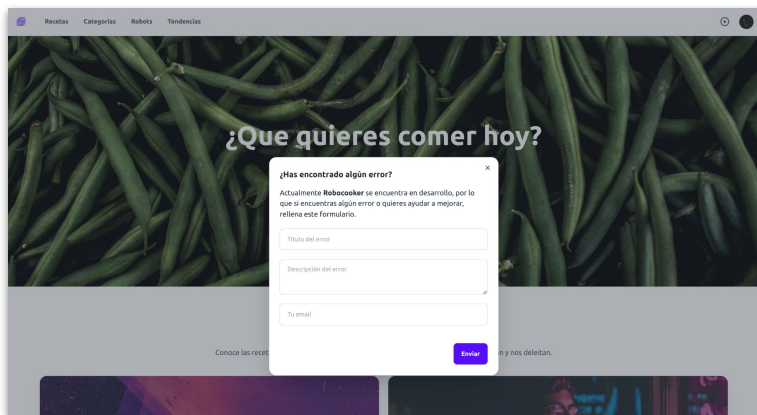 Recetas Categorías Robots Tendencias
¿Que quieres comer hoy?
¿Has encontrado algún error?
Actualmente Robocooker se encuentra en desarrollo, por lo
que si encuentras algún error o quieres ayudar a mejorar,
rellena este formulario.
Título del error
Descripción del error
Tu email
Enviar
Conoce las recet
n y nos deleitan.